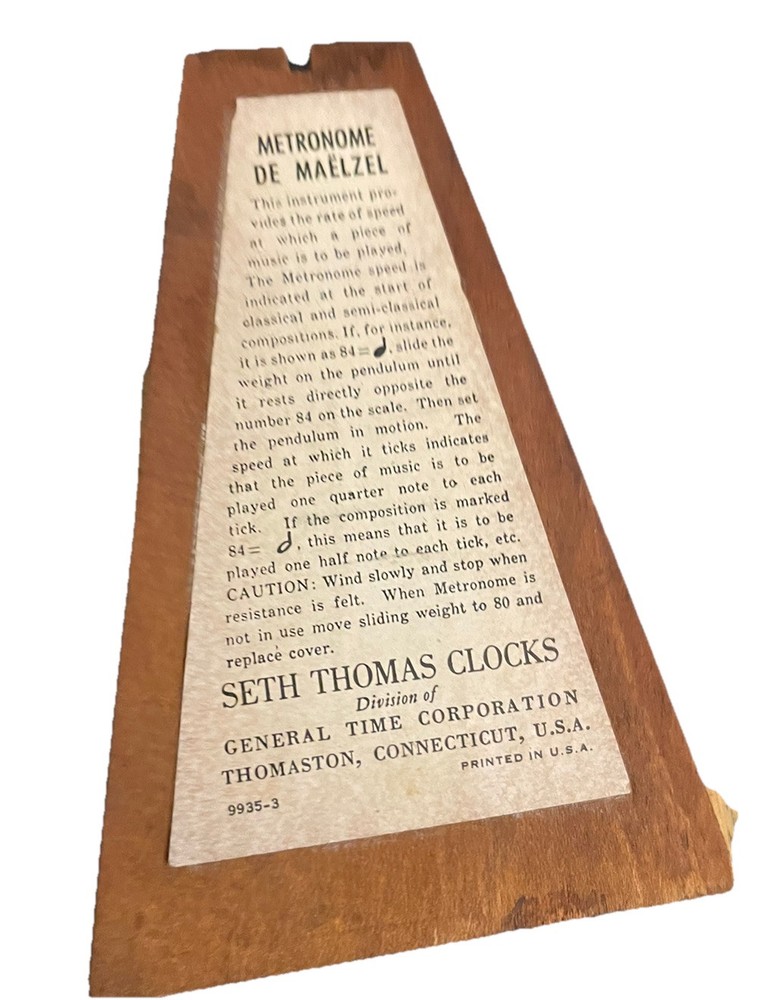 METRONOME
DE MAËLZEL
This instrument pro-
vides the rate of speed
at which a piece of
music is to be played.
The Metronome speed is
indicated at the start of
classical and semi-classical
compositions. If, for instance,
it is shown as 84=♩, slide the
weight on the pendulum until
it rests directly opposite the
number 84 on the scale. Then set
the pendulum in motion. The
speed at which it ticks indicates
that the piece of music is to be
played one quarter note to each
tick. If the composition is marked
84= 𝅗𝅥, this means that it is to be
played one half note to each tick, etc.
CAUTION: Wind slowly and stop when
resistance is felt. When Metronome is
not in use move sliding weight to 80 and
replace cover.
SETH THOMAS CLOCKS
Division of
GENERAL TIME CORPORATION
THOMASTON, CONNECTICUT, U.S.A.
PRINTED IN U.S.A.
9935-3